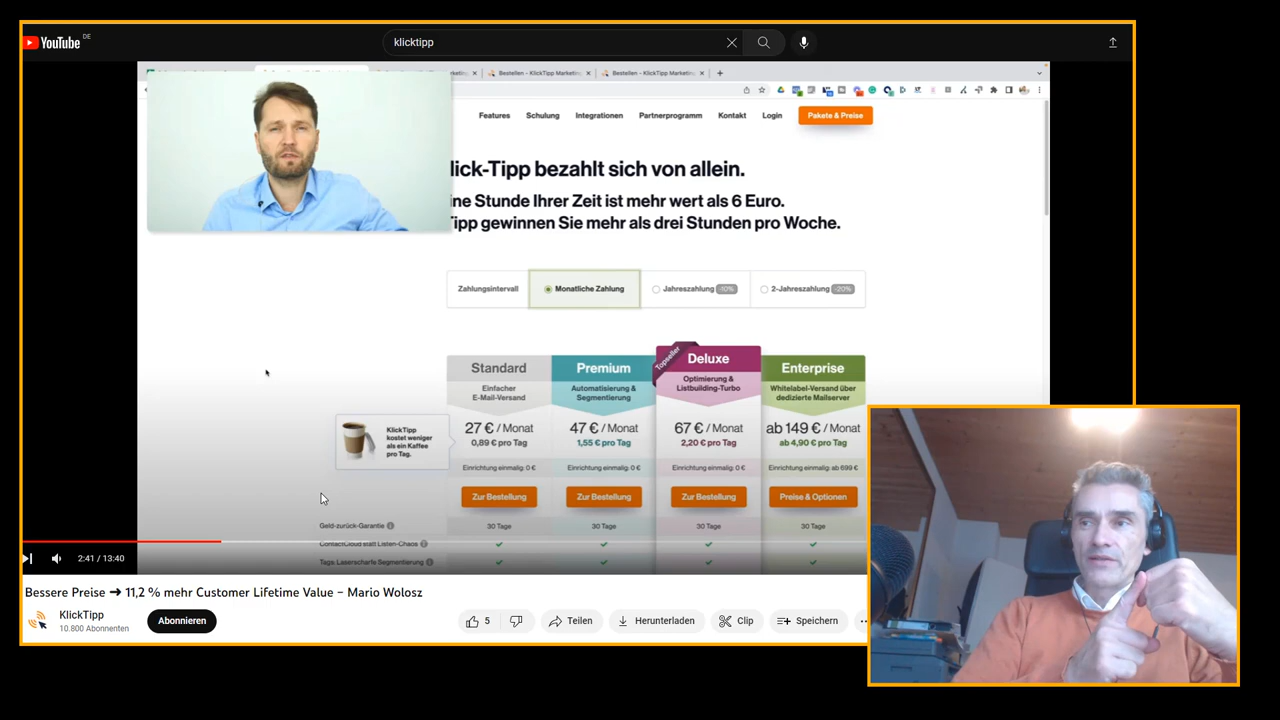 YouTube DE
klicktipp
Bestellen - KlickTipp Marketing
Bestellen - KlickTipp Marketing
Features
Schulung
Integrationen
Partnerprogramm
Kontakt
Login
Pakete & Preise
lick-Tipp bezahlt sich von allein.
ine Stunde Ihrer Zeit ist mehr wert als 6 Euro.
Tipp gewinnen Sie mehr als drei Stunden pro Woche.
Zahlungsintervall
Monatliche Zahlung
Jahreszahlung -10%
2-Jahreszahlung -20%
Topseller
Standard
Premium
Deluxe
Enterprise
Einfacher
E-Mail-Versand
Automatisierung &
Segmentierung
Optimierung &
Listbuilding-Turbo
Whitelabel-Versand über
dedizierte Mailserver
KlickTipp
kostet weniger
als ein Kaffee
pro Tag.
27 € / Monat
0,89 € pro Tag
47 € / Monat
1,55 € pro Tag
67 € / Monat
2,20 € pro Tag
ab 149 € / Monat
ab 4,90 € pro Tag
Einrichtung einmalig: 0 €
Einrichtung einmalig: 0 €
Einrichtung einmalig: 0 €
Einrichtung einmalig: ab 699 €
Zur Bestellung
Zur Bestellung
Zur Bestellung
Preise & Optionen
Geld-zurück-Garantie
30 Tage
30 Tage
30 Tage
30 Tage
ContactCloud statt Listen-Chaos
Tags: Laserscharfe Segmentierung
2:41 / 13:40
Bessere Preise ➜ 11,2 % mehr Customer Lifetime Value – Mario Wolosz
KlickTipp
10.800 Abonnenten
Abonnieren
5
Teilen
Herunterladen
Clip
Speichern